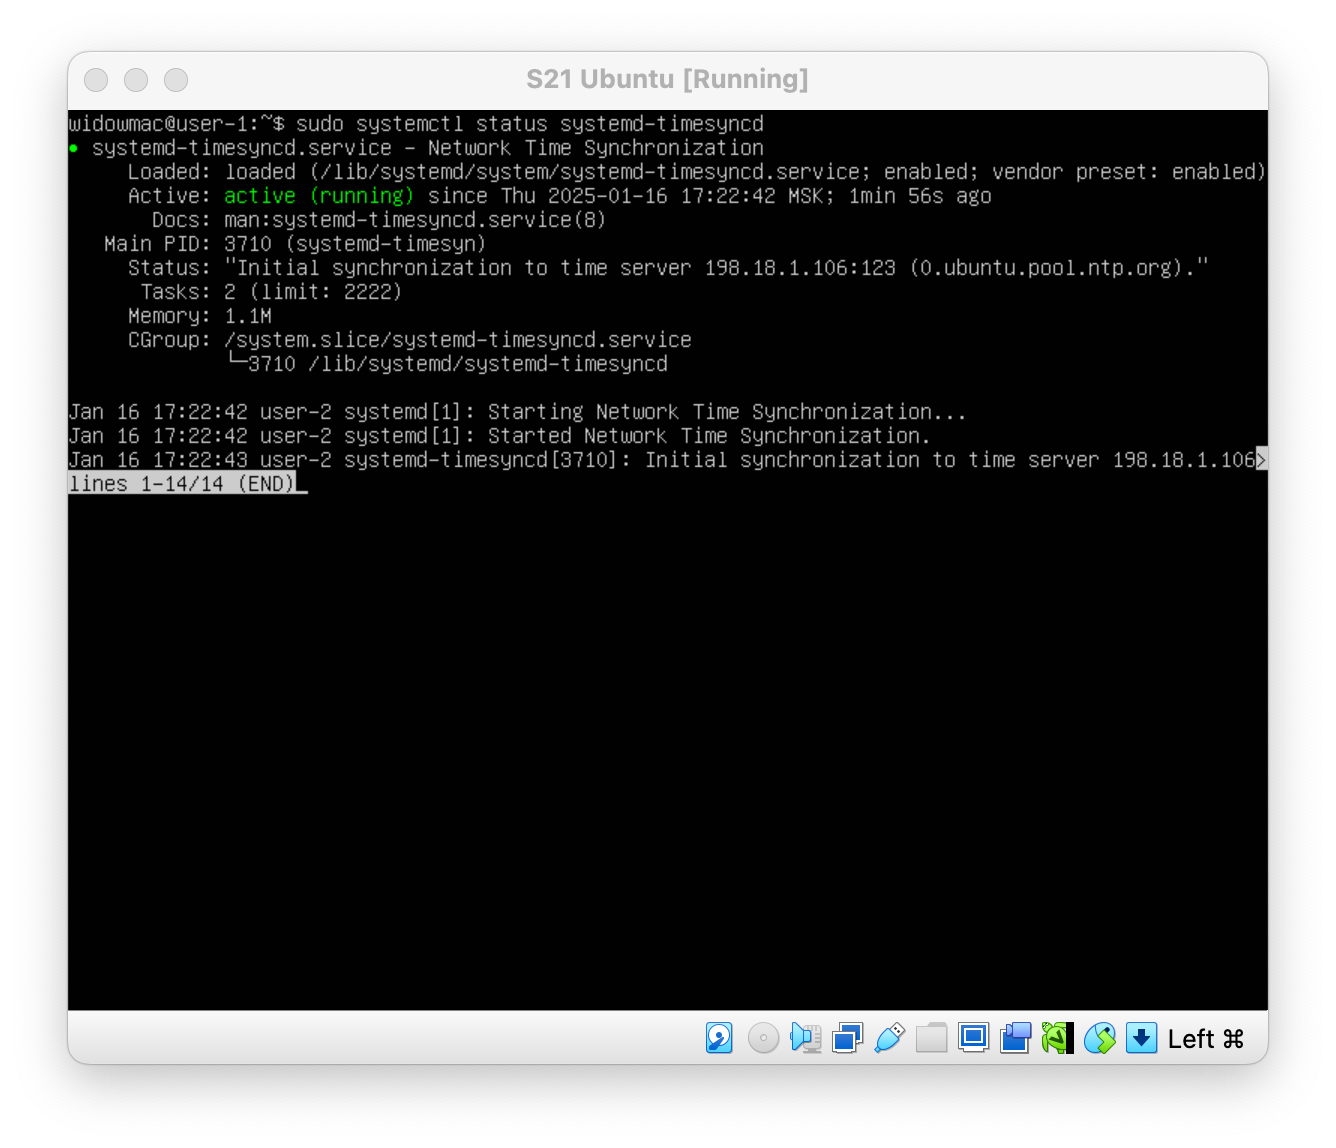 S21 Ubuntu [Running]
widowmac@user-1:~$ sudo systemctl status systemd-timesyncd
● systemd-timesyncd.service - Network Time Synchronization
     Loaded: loaded (/lib/systemd/system/systemd-timesyncd.service; enabled; vendor preset: enabled)
     Active: active (running) since Thu 2025-01-16 17:22:42 MSK; 1min 56s ago
       Docs: man:systemd-timesyncd.service(8)
   Main PID: 3710 (systemd-timesyn)
     Status: "Initial synchronization to time server 198.18.1.106:123 (0.ubuntu.pool.ntp.org)."
      Tasks: 2 (limit: 2222)
     Memory: 1.1M
     CGroup: /system.slice/systemd-timesyncd.service
             └─3710 /lib/systemd/systemd-timesyncd
Jan 16 17:22:42 user-2 systemd[1]: Starting Network Time Synchronization...
Jan 16 17:22:42 user-2 systemd[1]: Started Network Time Synchronization.
Jan 16 17:22:43 user-2 systemd-timesyncd[3710]: Initial synchronization to time server 198.18.1.106>
lines 1-14/14 (END)
Left ⌘